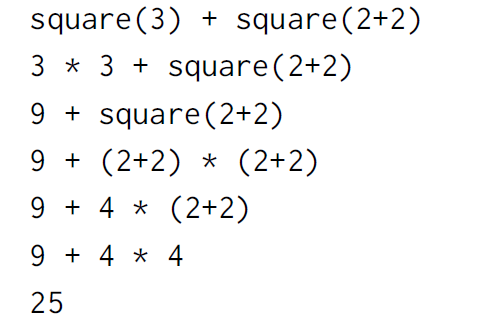 square(3) + square(2+2)
3 * 3 + square(2+2)
9 + square(2+2)
9 + (2+2) * (2+2)
9 + 4 * (2+2)
9 + 4 * 4
25